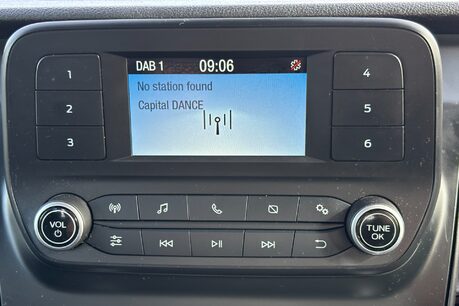 DAB 1 09:06
No station found
Capital DANCE
1
2
3
4
5
6
VOL
TUNE
OK